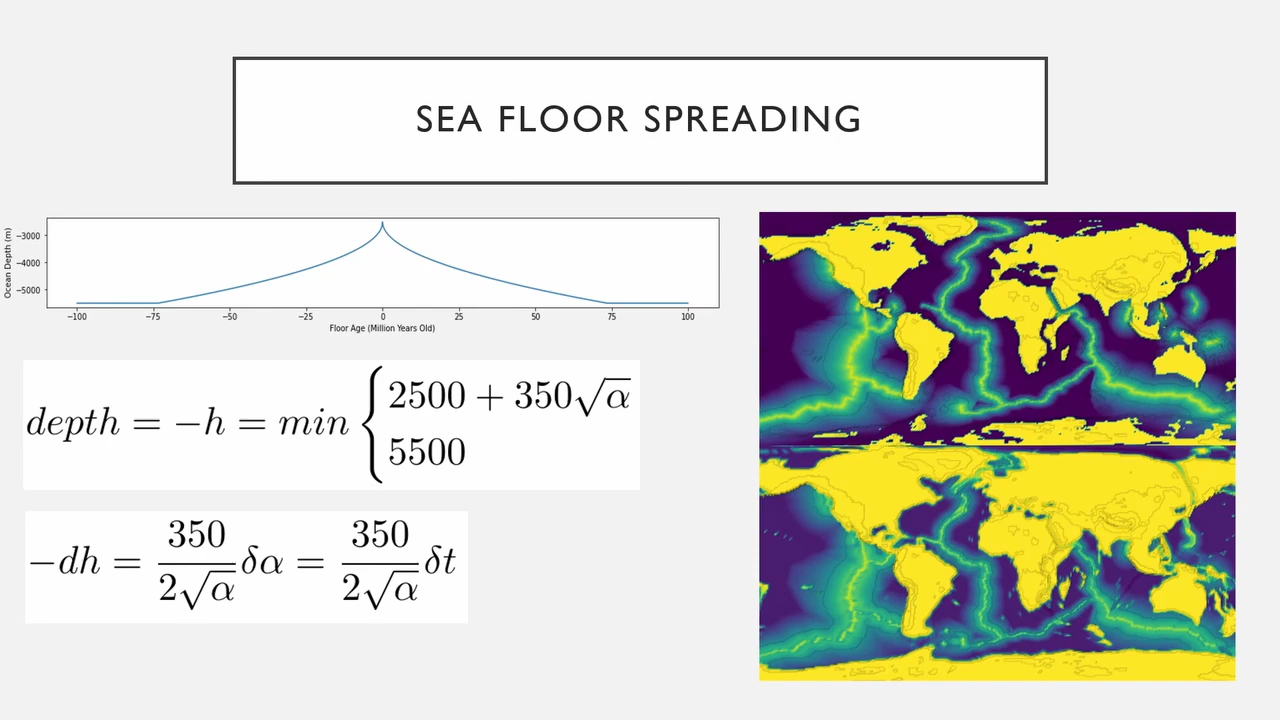 SEA FLOOR SPREADING
Ocean Depth (m)
−3000
−4000
−5000
−100 −75 −50 −25 0 25 50 75 100
Floor Age (Million Years Old)
depth = −h = min { 2500 + 350√α
5500
−dh = 350/2√α δα = 350/2√α δt